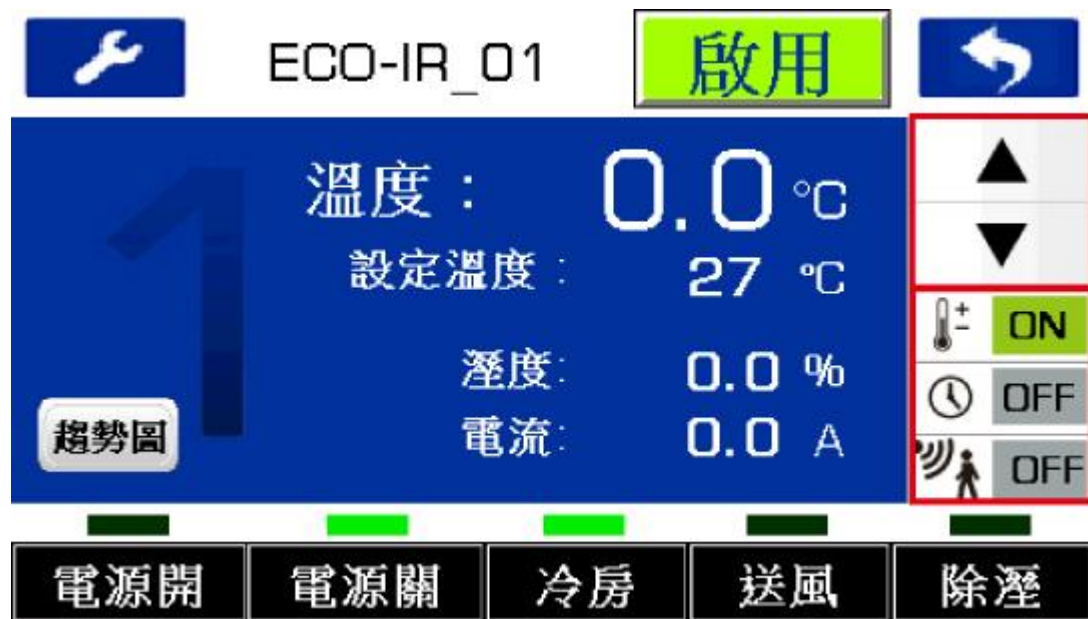 ECO-IR_01 啟用
溫度： 0.0 °C
設定溫度： 27 °C
溼度: 0.0 %
電流: 0.0 A
趨勢圖
1
+
-
ON
OFF
OFF
電源開 電源關 冷房 送風 除溼